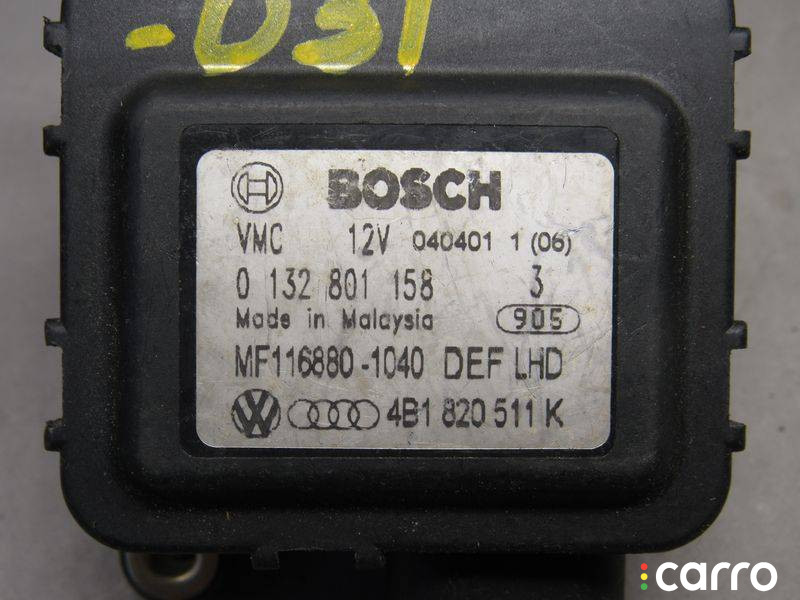 -031
BOSCH
VMC 12V 040401 1 (06)
0 132 801 158 3
Made in Malaysia 905
MF116880-1040 DEF LHD
4B1 820 511 K
carro